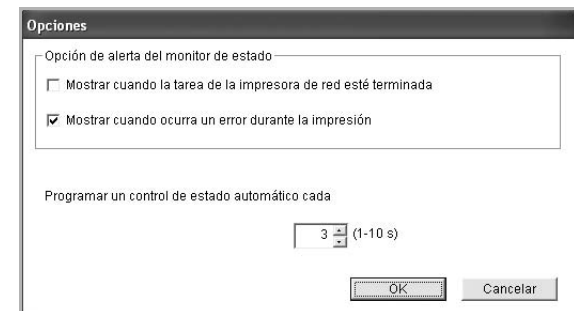 Opciones
Opción de alerta del monitor de estado
Mostrar cuando la tarea de la impresora de red esté terminada
Mostrar cuando ocurra un error durante la impresión
Programar un control de estado automático cada
3 (1-10 s)
OK Cancelar